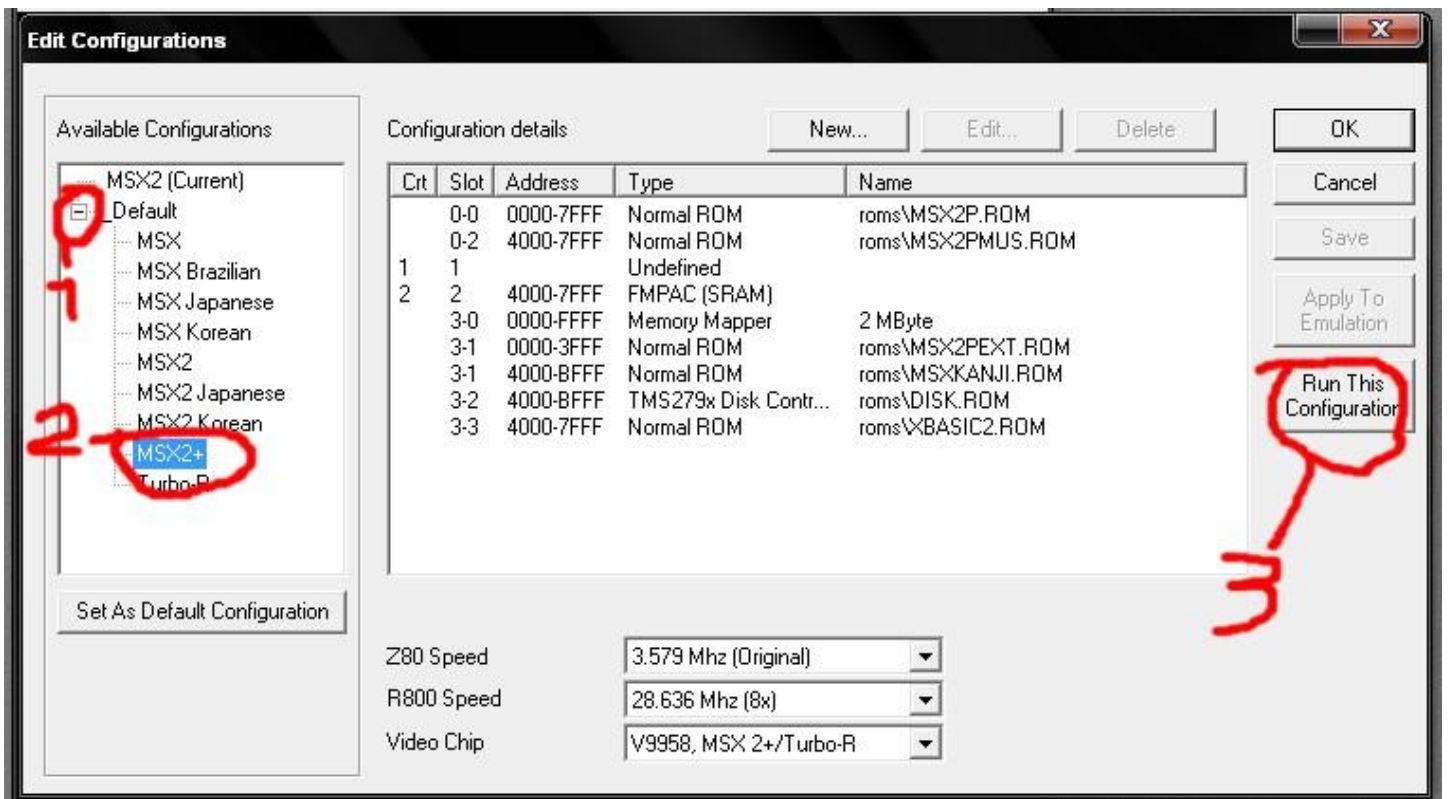 Edit Configurations
Available Configurations
MSX2 (Current)
_Default
MSX
MSX Brazilian
MSX Japanese
MSX Korean
MSX2
MSX2 Japanese
MSX2 Korean
MSX2+
Turbo-R
Set As Default Configuration
1
2
Configuration details
New...
Edit...
Delete
Crt Slot Address Type Name
0-0 0000-7FFF Normal ROM roms\MSX2P.ROM
0-2 4000-7FFF Normal ROM roms\MSX2PMUS.ROM
1 1 Undefined
2 2 4000-7FFF FMPAC (SRAM)
3-0 0000-FFFF Memory Mapper 2 MByte
3-1 0000-3FFF Normal ROM roms\MSX2PEXT.ROM
3-1 4000-BFFF Normal ROM roms\MSXKANJI.ROM
3-2 4000-BFFF TMS279x Disk Contr... roms\DISK.ROM
3-3 4000-7FFF Normal ROM roms\XBASIC2.ROM
Z80 Speed 3.579 Mhz (Original)
R800 Speed 28.636 Mhz (8x)
Video Chip V9958, MSX 2+/Turbo-R
OK
Cancel
Save
Apply To
Emulation
Run This
Configuration
3